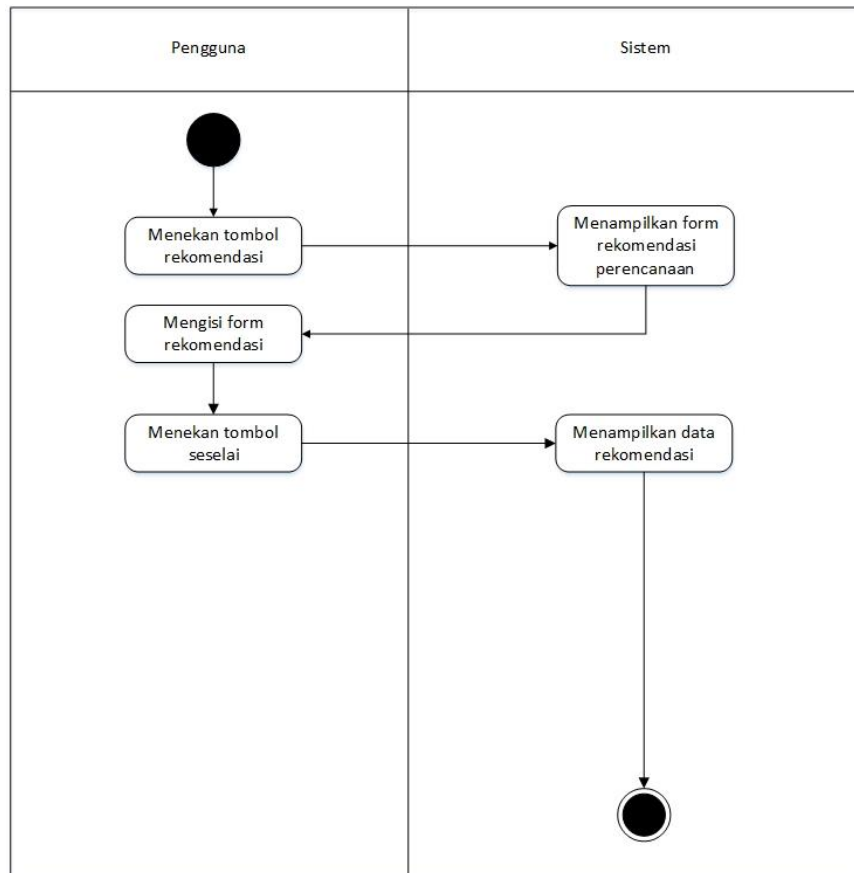 Pengguna
Sistem
Menekan tombol
rekomendasi
Menampilkan form
rekomendasi
perencanaan
Mengisi form
rekomendasi
Menekan tombol
seselai
Menampilkan data
rekomendasi